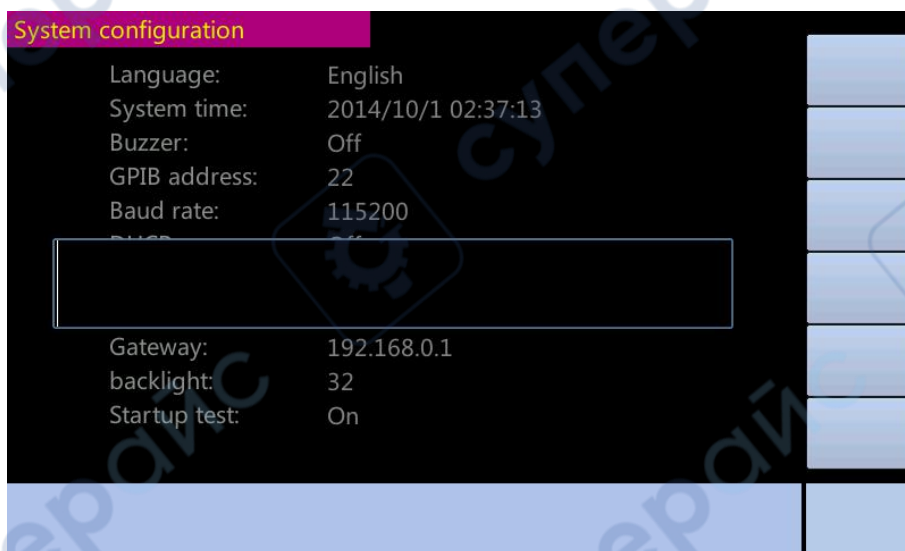 System configuration
Language: English
System time: 2014/10/1 02:37:13
Buzzer: Off
GPIB address: 22
Baud rate: 115200
Gateway: 192.168.0.1
backlight: 32
Startup test: On
суперайс